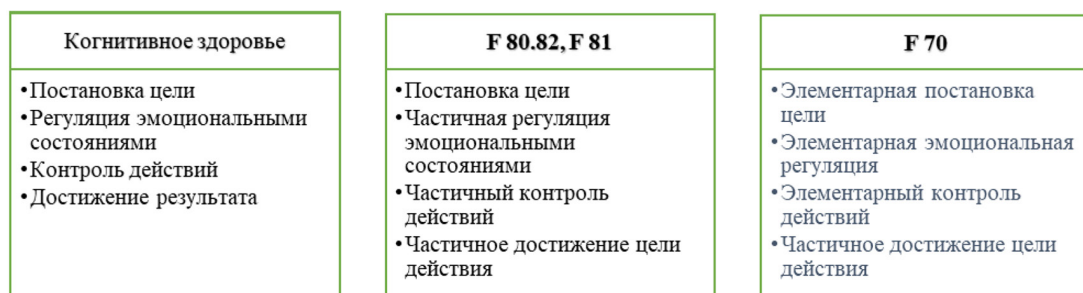 Когнитивное здоровье
•Постановка цели
•Регуляция эмоциональными
состояниями
•Контроль действий
•Достижение результата
F 80.82, F 81
•Постановка цели
•Частичная регуляция
эмоциональными
состояниями
•Частичный контроль
действий
•Частичное достижение цели
действия
F 70
•Элементарная постановка
цели
•Элементарная эмоциональная
регуляция
•Элементарный контроль
действий
•Частичное достижение цели
действия